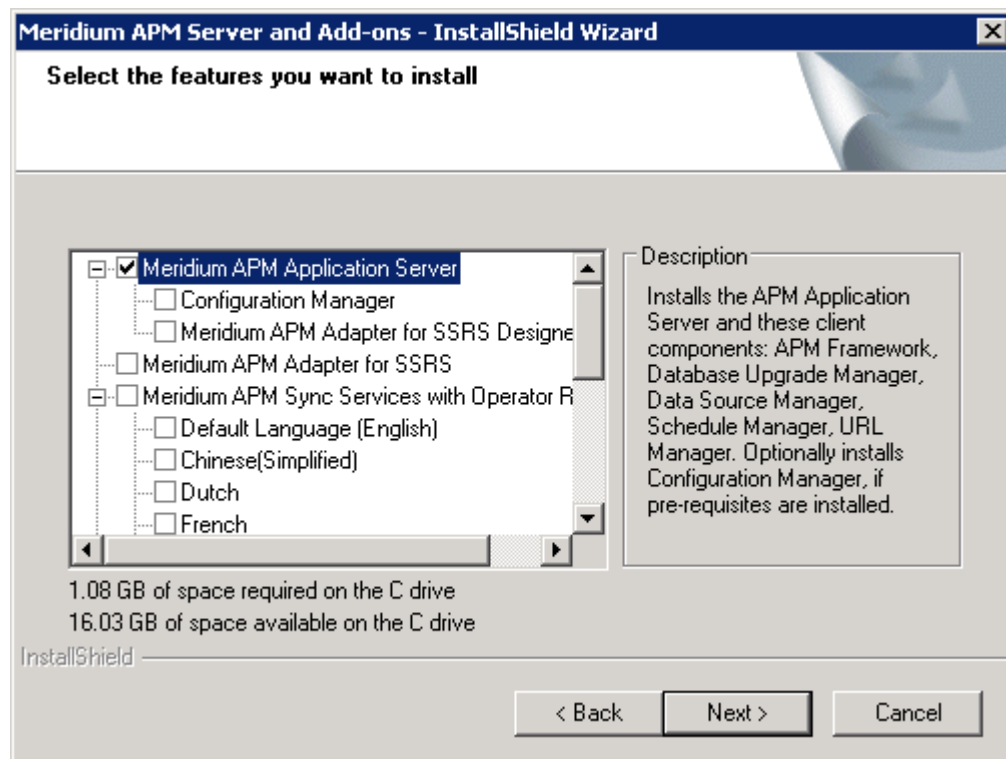 Meridium APM Server and Add-ons - InstallShield Wizard
Select the features you want to install
Meridium APM Application Server
Configuration Manager
Meridium APM Adapter for SSRS Designe
Meridium APM Adapter for SSRS
Meridium APM Sync Services with Operator R
Default Language (English)
Chinese(Simplified)
Dutch
French
Description
Installs the APM Application
Server and these client
components: APM Framework,
Database Upgrade Manager,
Data Source Manager,
Schedule Manager, URL
Manager. Optionally installs
Configuration Manager, if
pre-requisites are installed.
1.08 GB of space required on the C drive
16.03 GB of space available on the C drive
InstallShield
< Back
Next >
Cancel